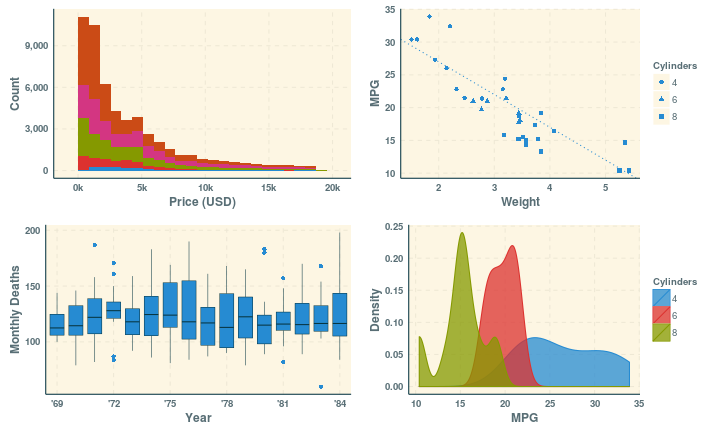 Count
9,000
6,000
3,000
0
0k
5k
10k
15k
20k
Price (USD)
MPG
35
30
25
20
15
10
2
3
4
5
Weight
Cylinders
4
6
8
Monthly Deaths
200
150
100
'69
'72
'75
'78
'81
'84
Year
Density
0.25
0.20
0.15
0.10
0.05
0.00
10
15
20
25
30
35
MPG
Cylinders
4
6
8